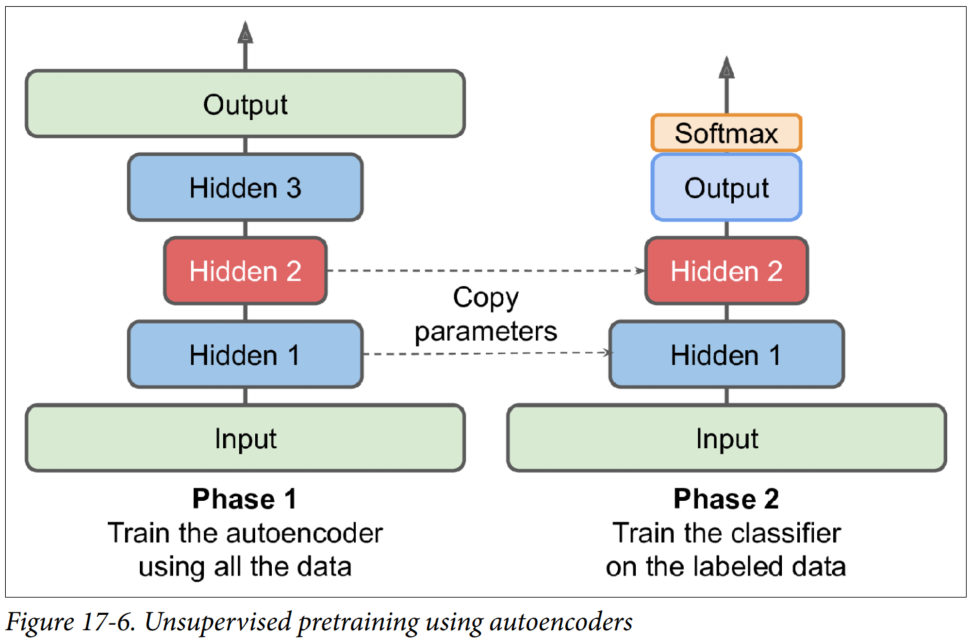 Output
Hidden 3
Hidden 2
Hidden 1
Input
Copy
parameters
Softmax
Output
Hidden 2
Hidden 1
Input
Phase 1
Train the autoencoder
using all the data
Phase 2
Train the classifier
on the labeled data
Figure 17-6. Unsupervised pretraining using autoencoders